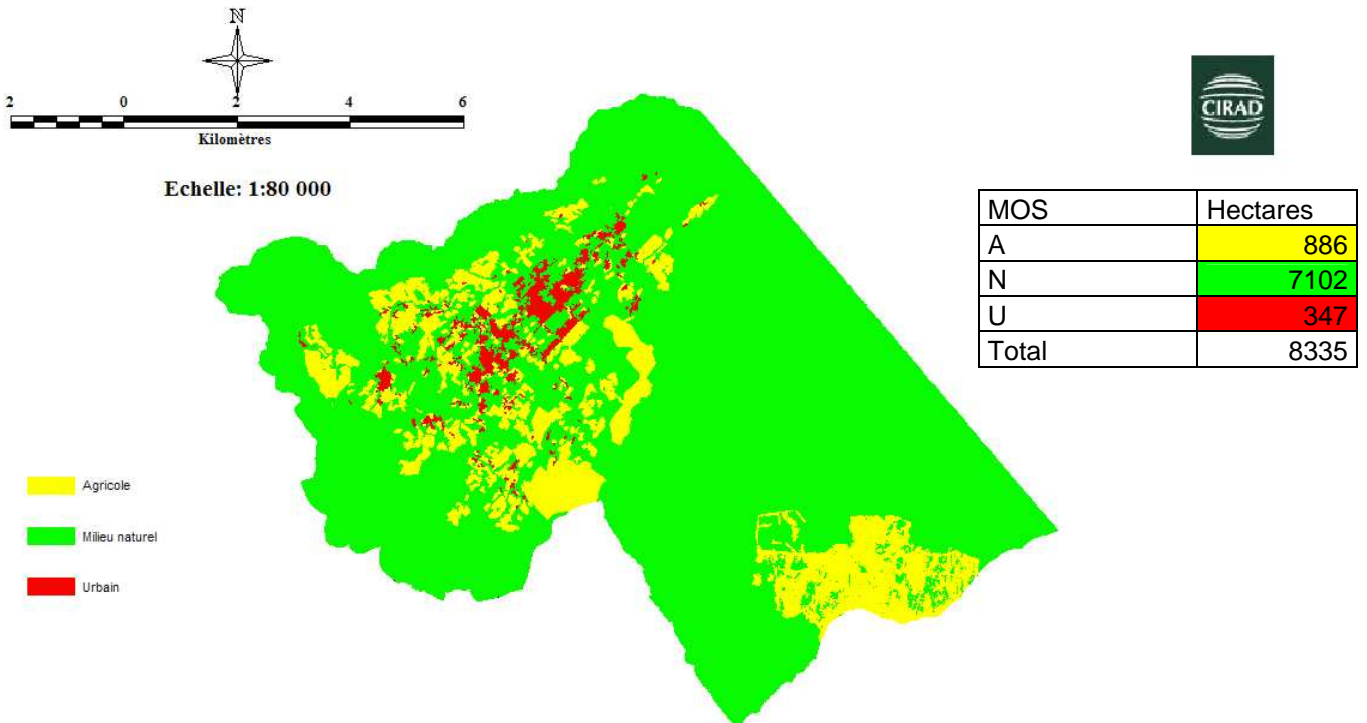 N
2 0 2 4 6
Kilomètres
Echelle: 1:80 000
CIRAD
MOS Hectares
A 886
N 7102
U 347
Total 8335
Agricole
Milieu naturel
Urbain